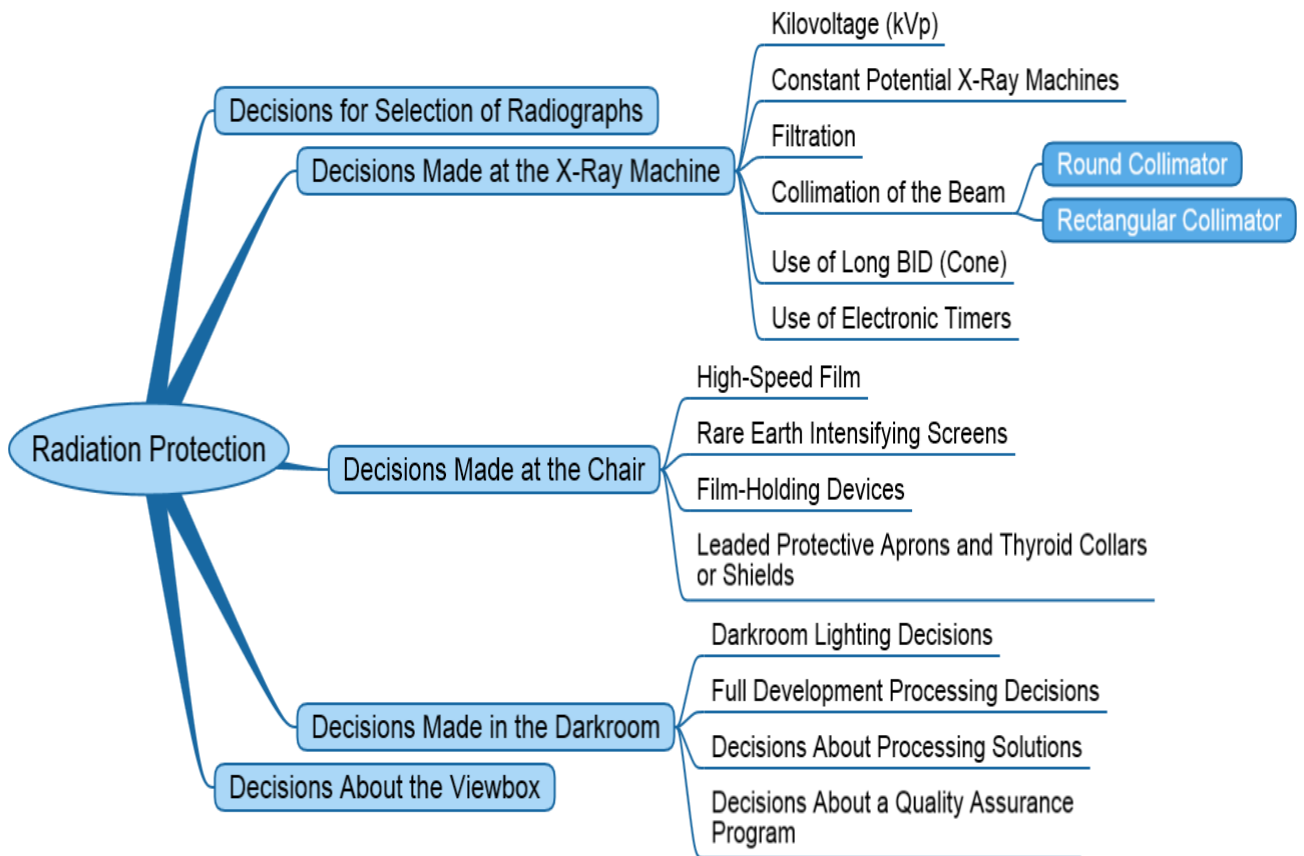 Radiation Protection
Decisions for Selection of Radiographs
Decisions Made at the X-Ray Machine
Kilovoltage (kVp)
Constant Potential X-Ray Machines
Filtration
Collimation of the Beam
Round Collimator
Rectangular Collimator
Use of Long BID (Cone)
Use of Electronic Timers
Decisions Made at the Chair
High-Speed Film
Rare Earth Intensifying Screens
Film-Holding Devices
Leaded Protective Aprons and Thyroid Collars
or Shields
Decisions Made in the Darkroom
Darkroom Lighting Decisions
Full Development Processing Decisions
Decisions About Processing Solutions
Decisions About a Quality Assurance
Program
Decisions About the Viewbox